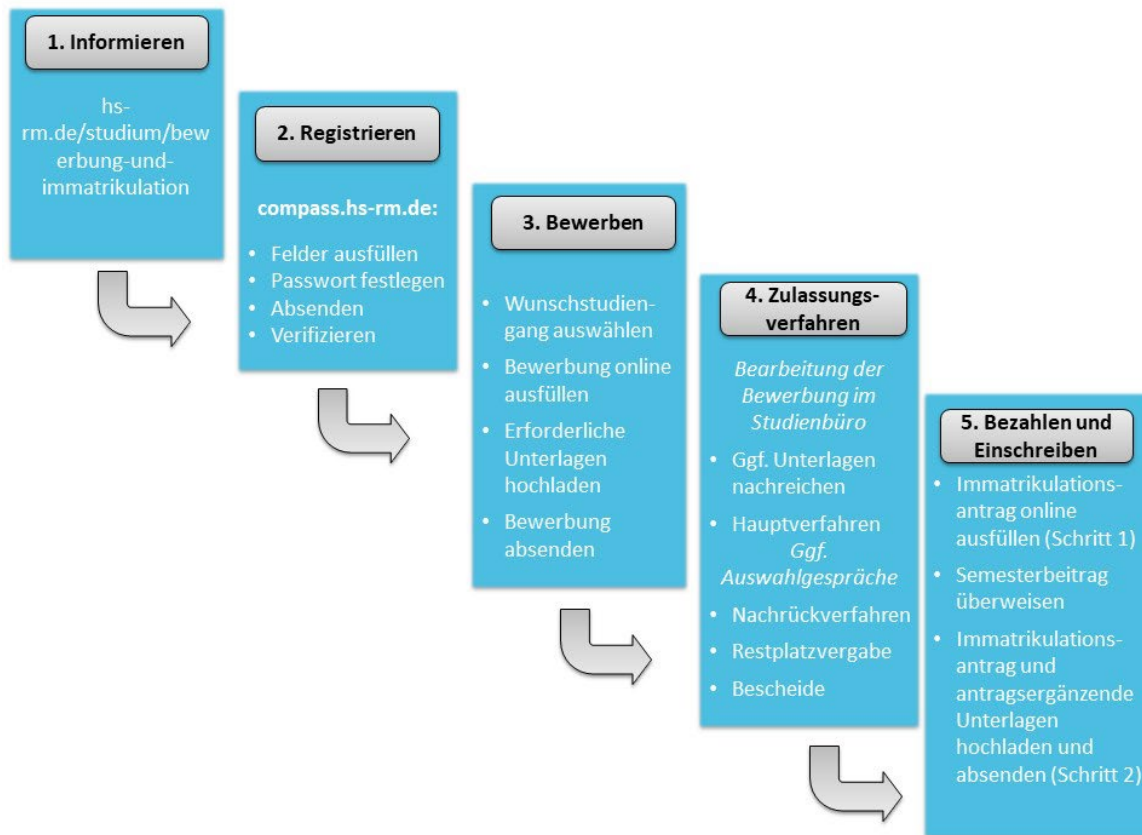 1. Informieren
hs-
rm.de/studium/bew
erbung-und-
immatrikulation
2. Registrieren
compass.hs-rm.de:
• Felder ausfüllen
• Passwort festlegen
• Absenden
• Verifizieren
3. Bewerben
• Wunschstudien-
gang auswählen
• Bewerbung online
ausfüllen
• Erforderliche
Unterlagen
hochladen
• Bewerbung
absenden
4. Zulassungs-
verfahren
Bearbeitung der
Bewerbung im
Studienbüro
• Ggf. Unterlagen
nachreichen
• Hauptverfahren
Ggf.
Auswahlgespräche
• Nachrückverfahren
• Restplatzvergabe
• Bescheide
5. Bezahlen und
Einschreiben
• Immatrikulations-
antrag online
ausfüllen (Schritt 1)
• Semesterbeitrag
überweisen
• Immatrikulations-
antrag und
antragsergänzende
Unterlagen
hochladen und
absenden (Schritt 2)